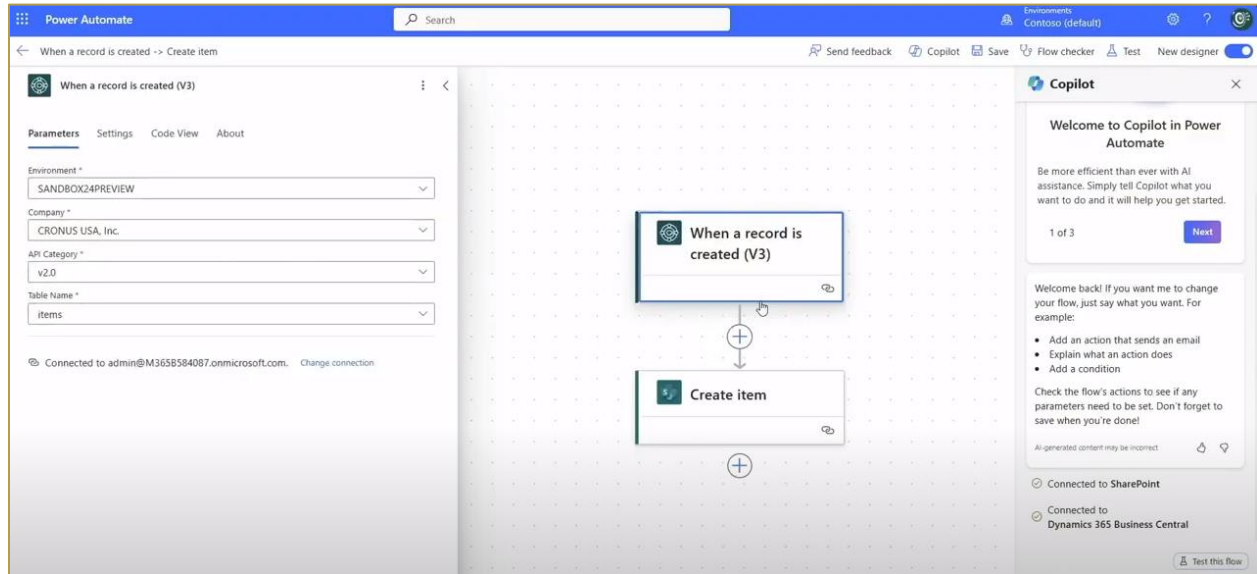 Power Automate
Search
Environments
Contoso (default)
When a record is created -> Create item
Send feedback
Copilot
Save
Flow checker
Test
New designer
When a record is created (V3)
Parameters
Settings
Code View
About
Environment *
SANDBOX24PREVIEW
Company *
CRONUS USA, Inc.
API Category *
v2.0
Table Name *
items
Connected to admin@M365B584087.onmicrosoft.com.
Change connection
When a record is
created (V3)
Create item
Copilot
Welcome to Copilot in Power
Automate
Be more efficient than ever with AI
assistance. Simply tell Copilot what you
want to do and it will help you get started.
1 of 3
Next
Welcome back! If you want me to change
your flow, just say what you want. For
example:
• Add an action that sends an email
• Explain what an action does
• Add a condition
Check the flow's actions to see if any
parameters need to be set. Don't forget to
save when you're done!
AI-generated content may be incorrect
Connected to SharePoint
Connected to
Dynamics 365 Business Central
Test this flow